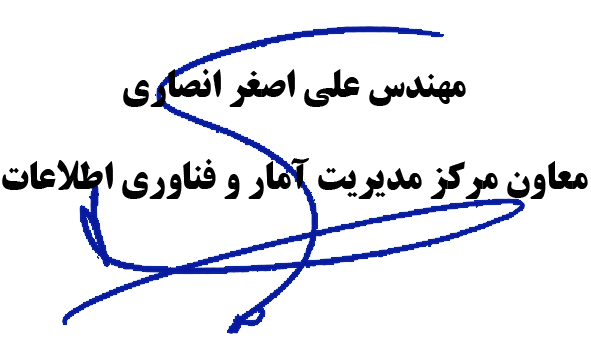 مهندس علی اصغر انصاری
معاون مرکز مدیریت آمار و فناوری اطلاعات